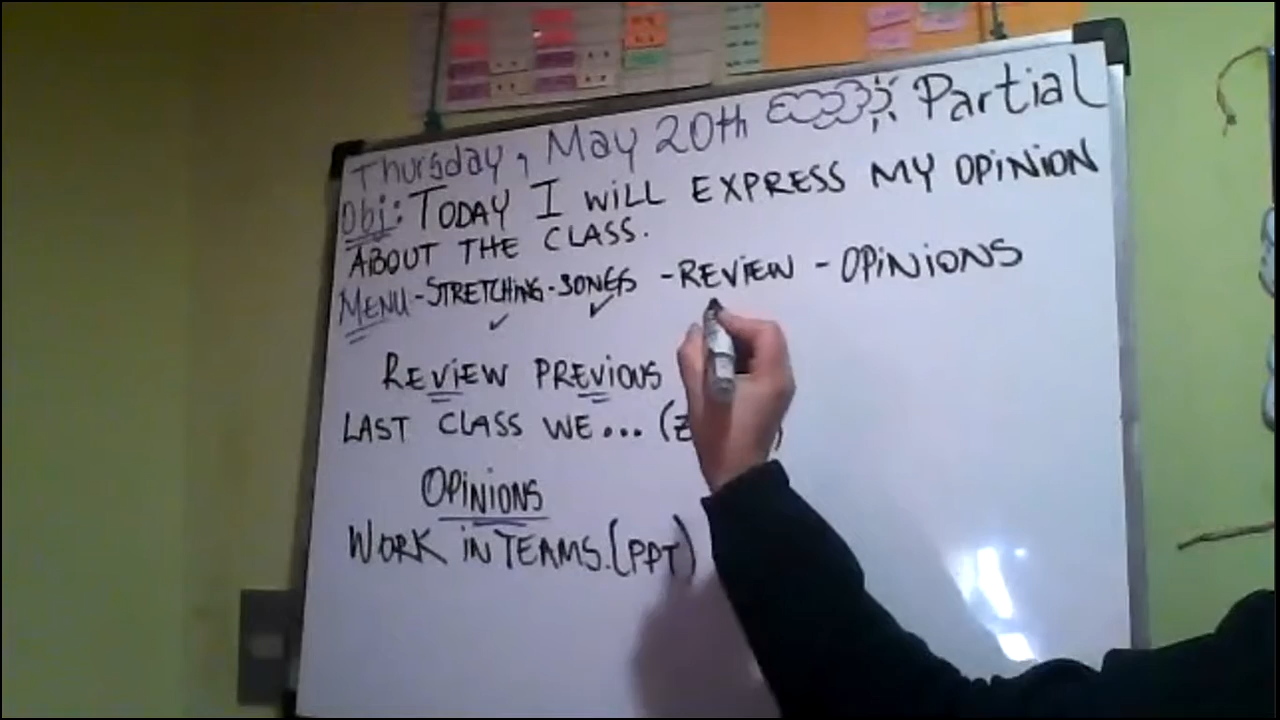 Thursday, May 20th Partial
Obj: TODAY I WILL EXPRESS MY OPINION
ABOUT THE CLASS.
MENU - STRETCHING - SONGS - REVIEW - OPINIONS
REVIEW PREVIOUS
LAST CLASS WE... (
OPINIONS
WORK IN TEAMS. (PPT)